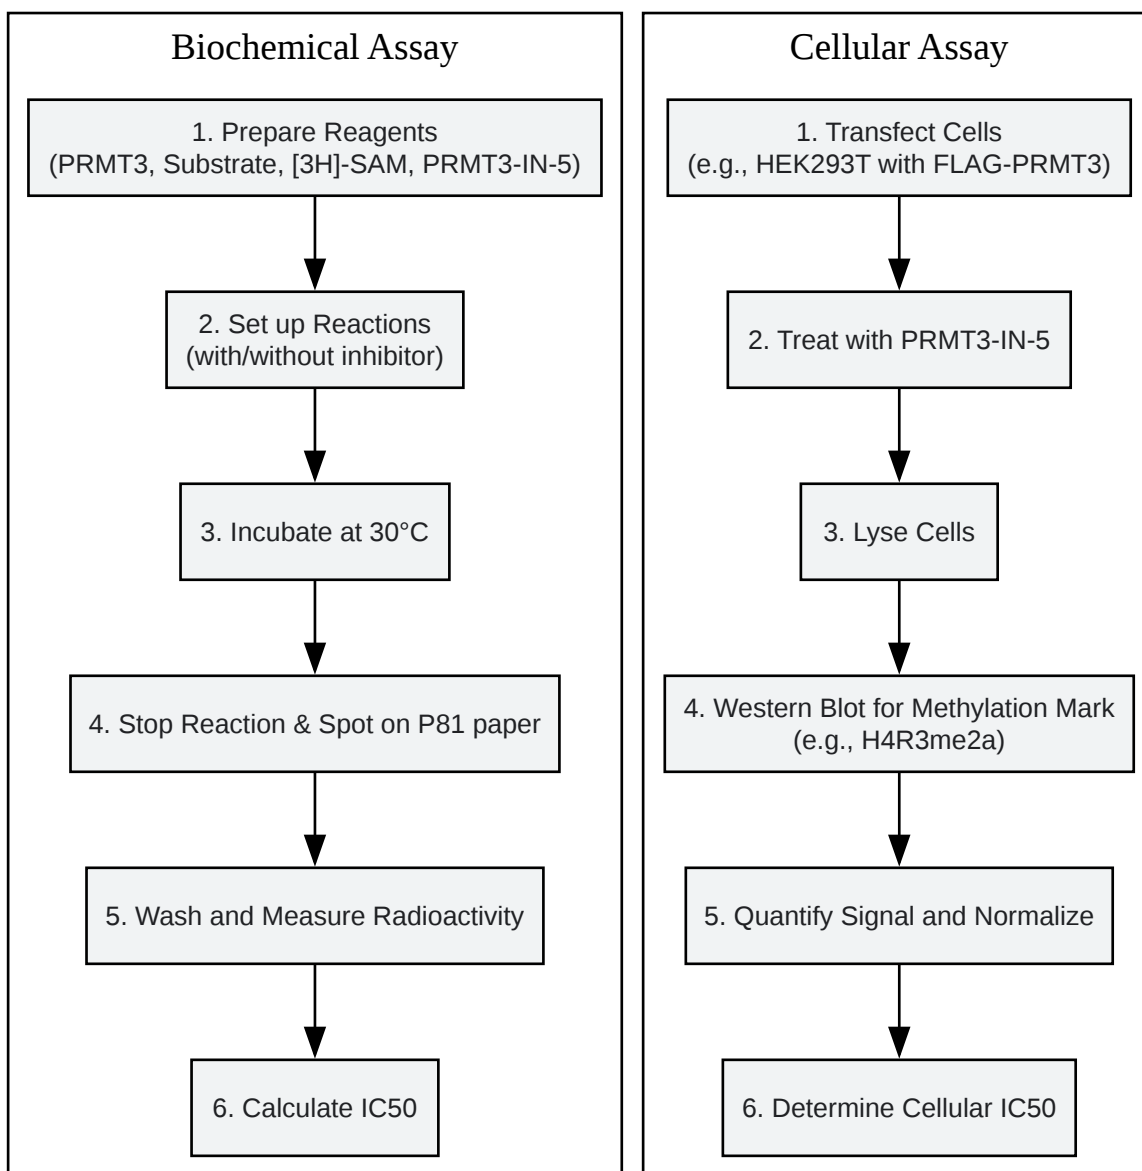 Biochemical Assay
1. Prepare Reagents
(PRMT3, Substrate, [3H]-SAM, PRMT3-IN-5)
2. Set up Reactions
(with/without inhibitor)
3. Incubate at 30°C
4. Stop Reaction & Spot on P81 paper
5. Wash and Measure Radioactivity
6. Calculate IC50
Cellular Assay
1. Transfect Cells
(e.g., HEK293T with FLAG-PRMT3)
2. Treat with PRMT3-IN-5
3. Lyse Cells
4. Western Blot for Methylation Mark
(e.g., H4R3me2a)
5. Quantify Signal and Normalize
6. Determine Cellular IC50